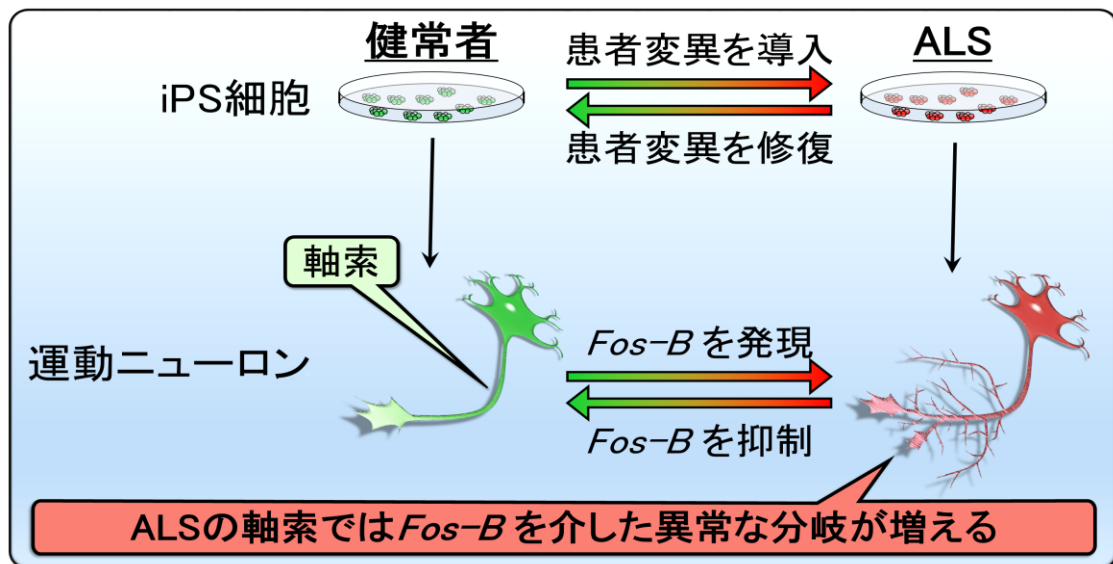 健常者
患者変異を導入
ALS
iPS細胞
患者変異を修復
軸索
運動ニューロン
Fos-B を発現
Fos-B を抑制
ALSの軸索ではFos-B を介した異常な分岐が増える